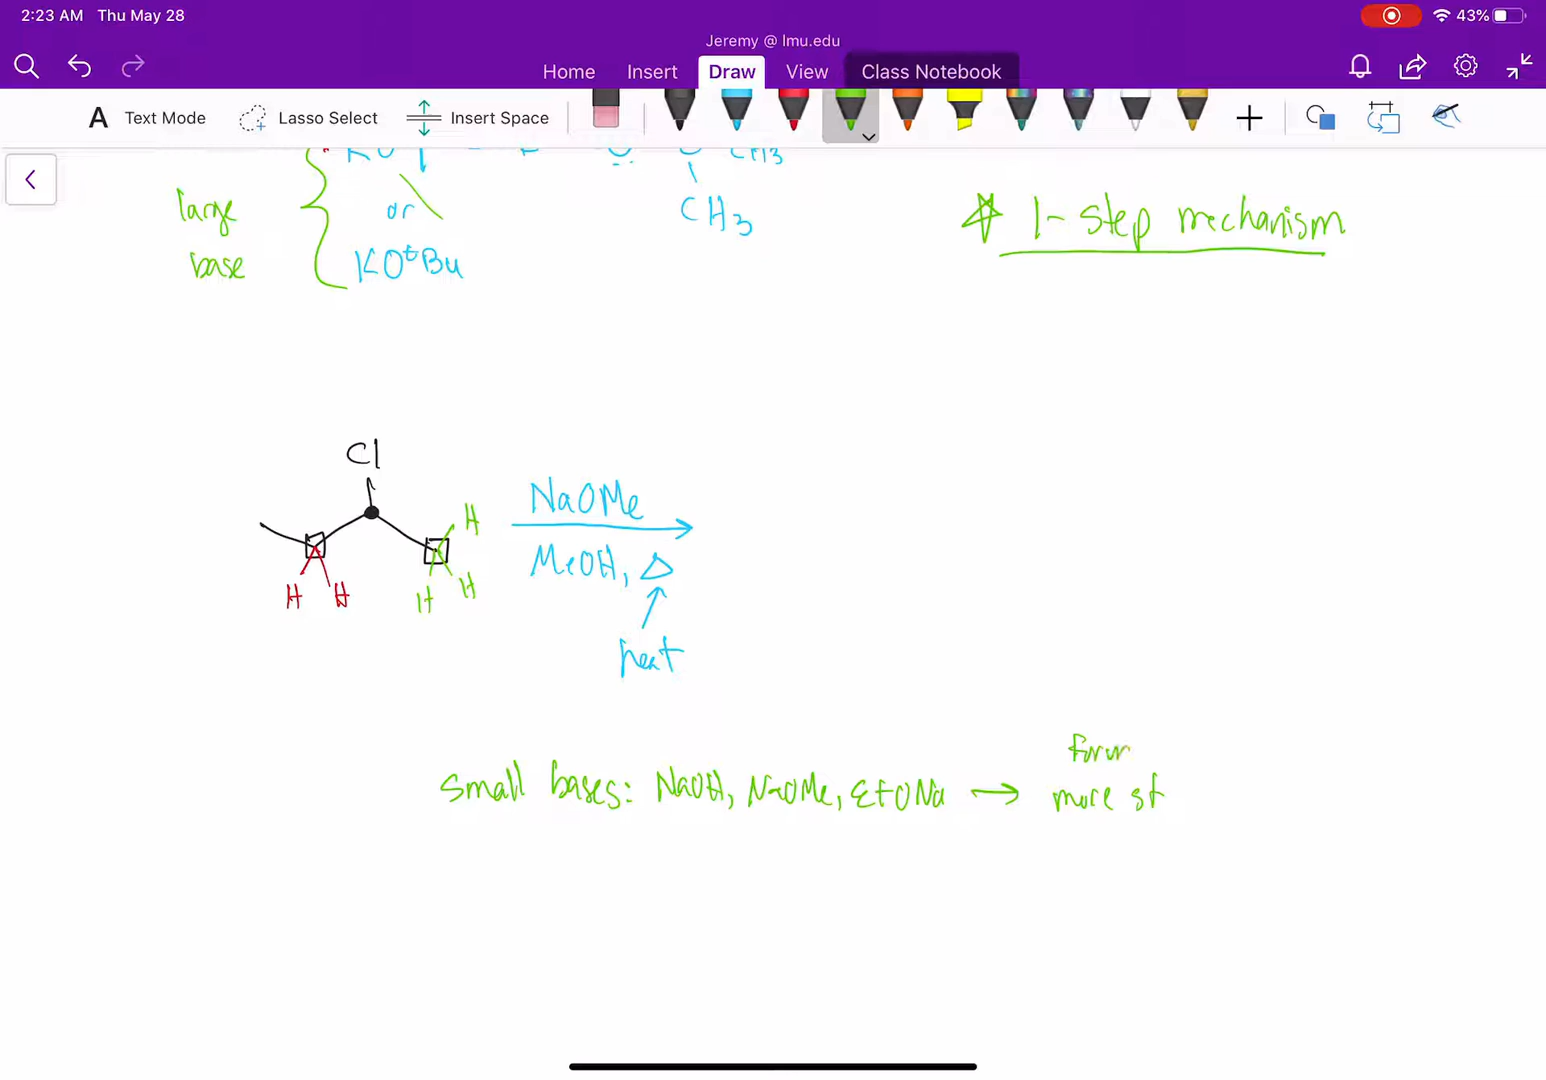 2:23 AM Thu May 28
43%
Jeremy @ lmu.edu
Home Insert Draw View Class Notebook
A Text Mode Lasso Select Insert Space
large
base
or
KOtBu
CH3
CH3
1-step mechanism
Cl
H
H H
H H
NaOMe
MeOH, △
heat
form
small bases: NaOH, NaOMe, EtONa → more st